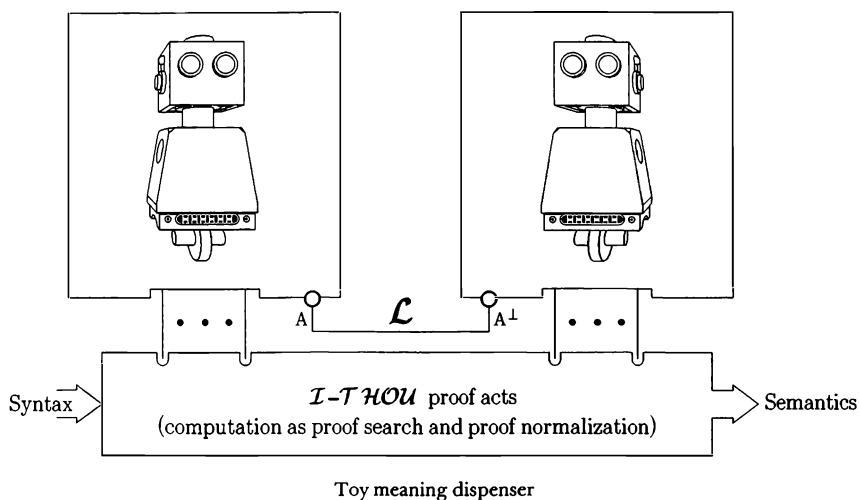 A ℒ A⊥
Syntax
I–THOU proof acts
(computation as proof search and proof normalization)
Semantics
Toy meaning dispenser